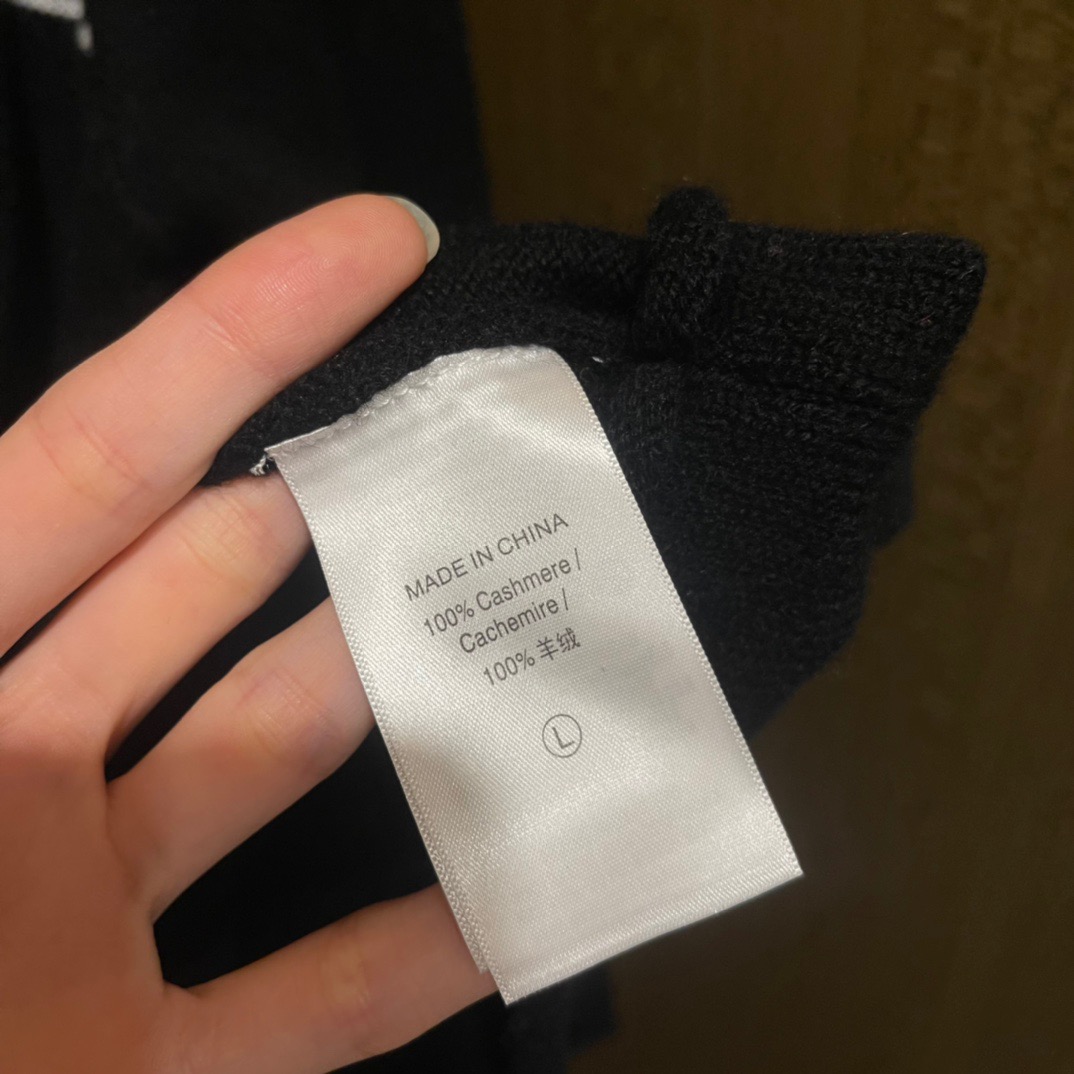 MADE IN CHINA
100% Cashmere /
Cachemire /
100% 羊绒
L